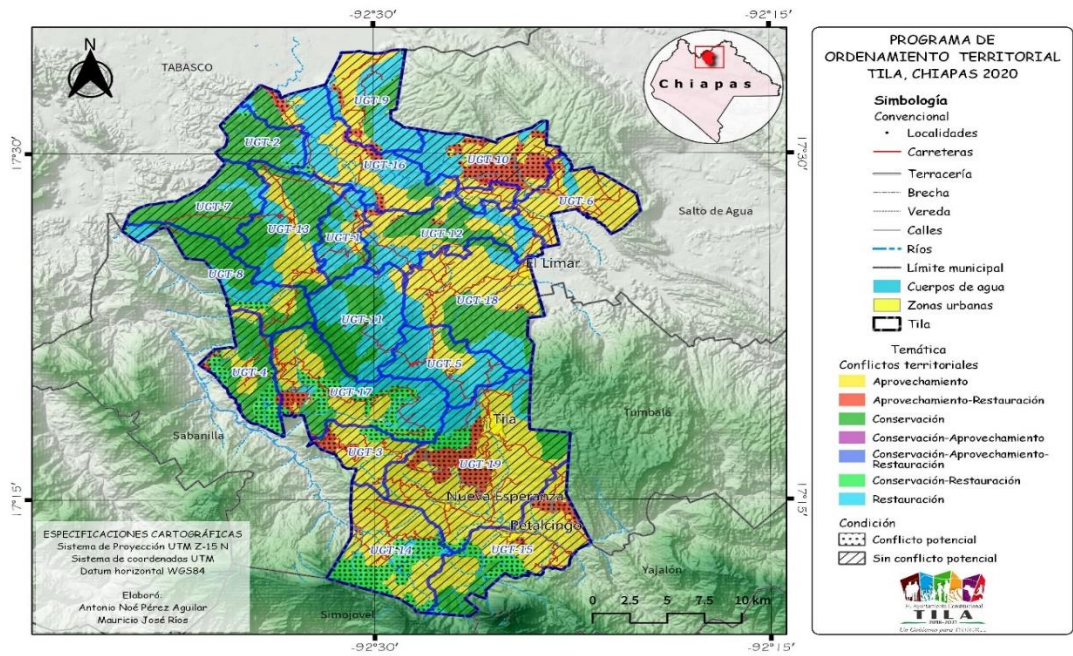 -92°30'
-92°15'
N
TABASCO
Chiapas
17°30'
17°30'
UGT-9
UGT-2
UGT-16
UGT-10
UGT-6
UGT-7
Salto de Agua
UGT-13
UGT-1
UGT-12
UGT-8
El Limar
UGT-18
UGT-11
UGT-5
UGT-4
UGT-17
Tila
Tumbalá
Sabanilla
UGT-3
UGT-19
17°15'
17°15'
Nueva Esperanza
Petalcingo
UGT-14
UGT-15
Yajalón
Simojovel
ESPECIFICACIONES CARTOGRÁFICAS
Sistema de Proyección UTM Z-15 N
Sistema de coordenadas UTM
Datum horizontal WGS84
Elaboró:
Antonio Noé Pérez Aguilar
Mauricio José Ríos
0 2.5 5 7.5 10 km
-92°30'
-92°15'
PROGRAMA DE
ORDENAMIENTO TERRITORIAL
TILA, CHIAPAS 2020
Simbología
Convencional
Localidades
Carreteras
Terracería
Brecha
Vereda
Calles
Ríos
Límite municipal
Cuerpos de agua
Zonas urbanas
Tila
Temática
Conflictos territoriales
Aprovechamiento
Aprovechamiento-Restauración
Conservación
Conservación-Aprovechamiento
Conservación-Aprovechamiento-
Restauración
Conservación-Restauración
Restauración
Condición
Conflicto potencial
Sin conflicto potencial
H. Ayuntamiento Constitucional
TILA